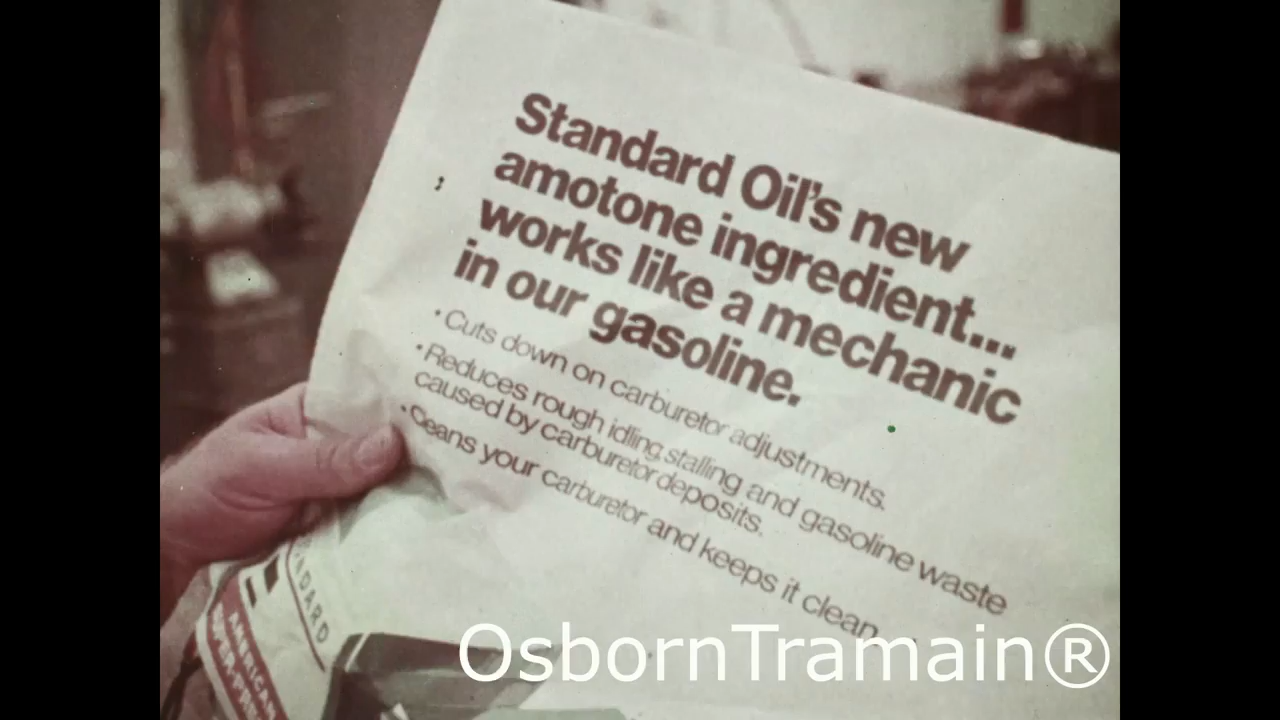 Standard Oil's new
amotone ingredient...
works like a mechanic
in our gasoline.
• Cuts down on carburetor adjustments.
• Reduces rough idling, stalling and gasoline waste
caused by carburetor deposits.
• Cleans your carburetor and keeps it clean.
AMERICAN
OsbornTramain®